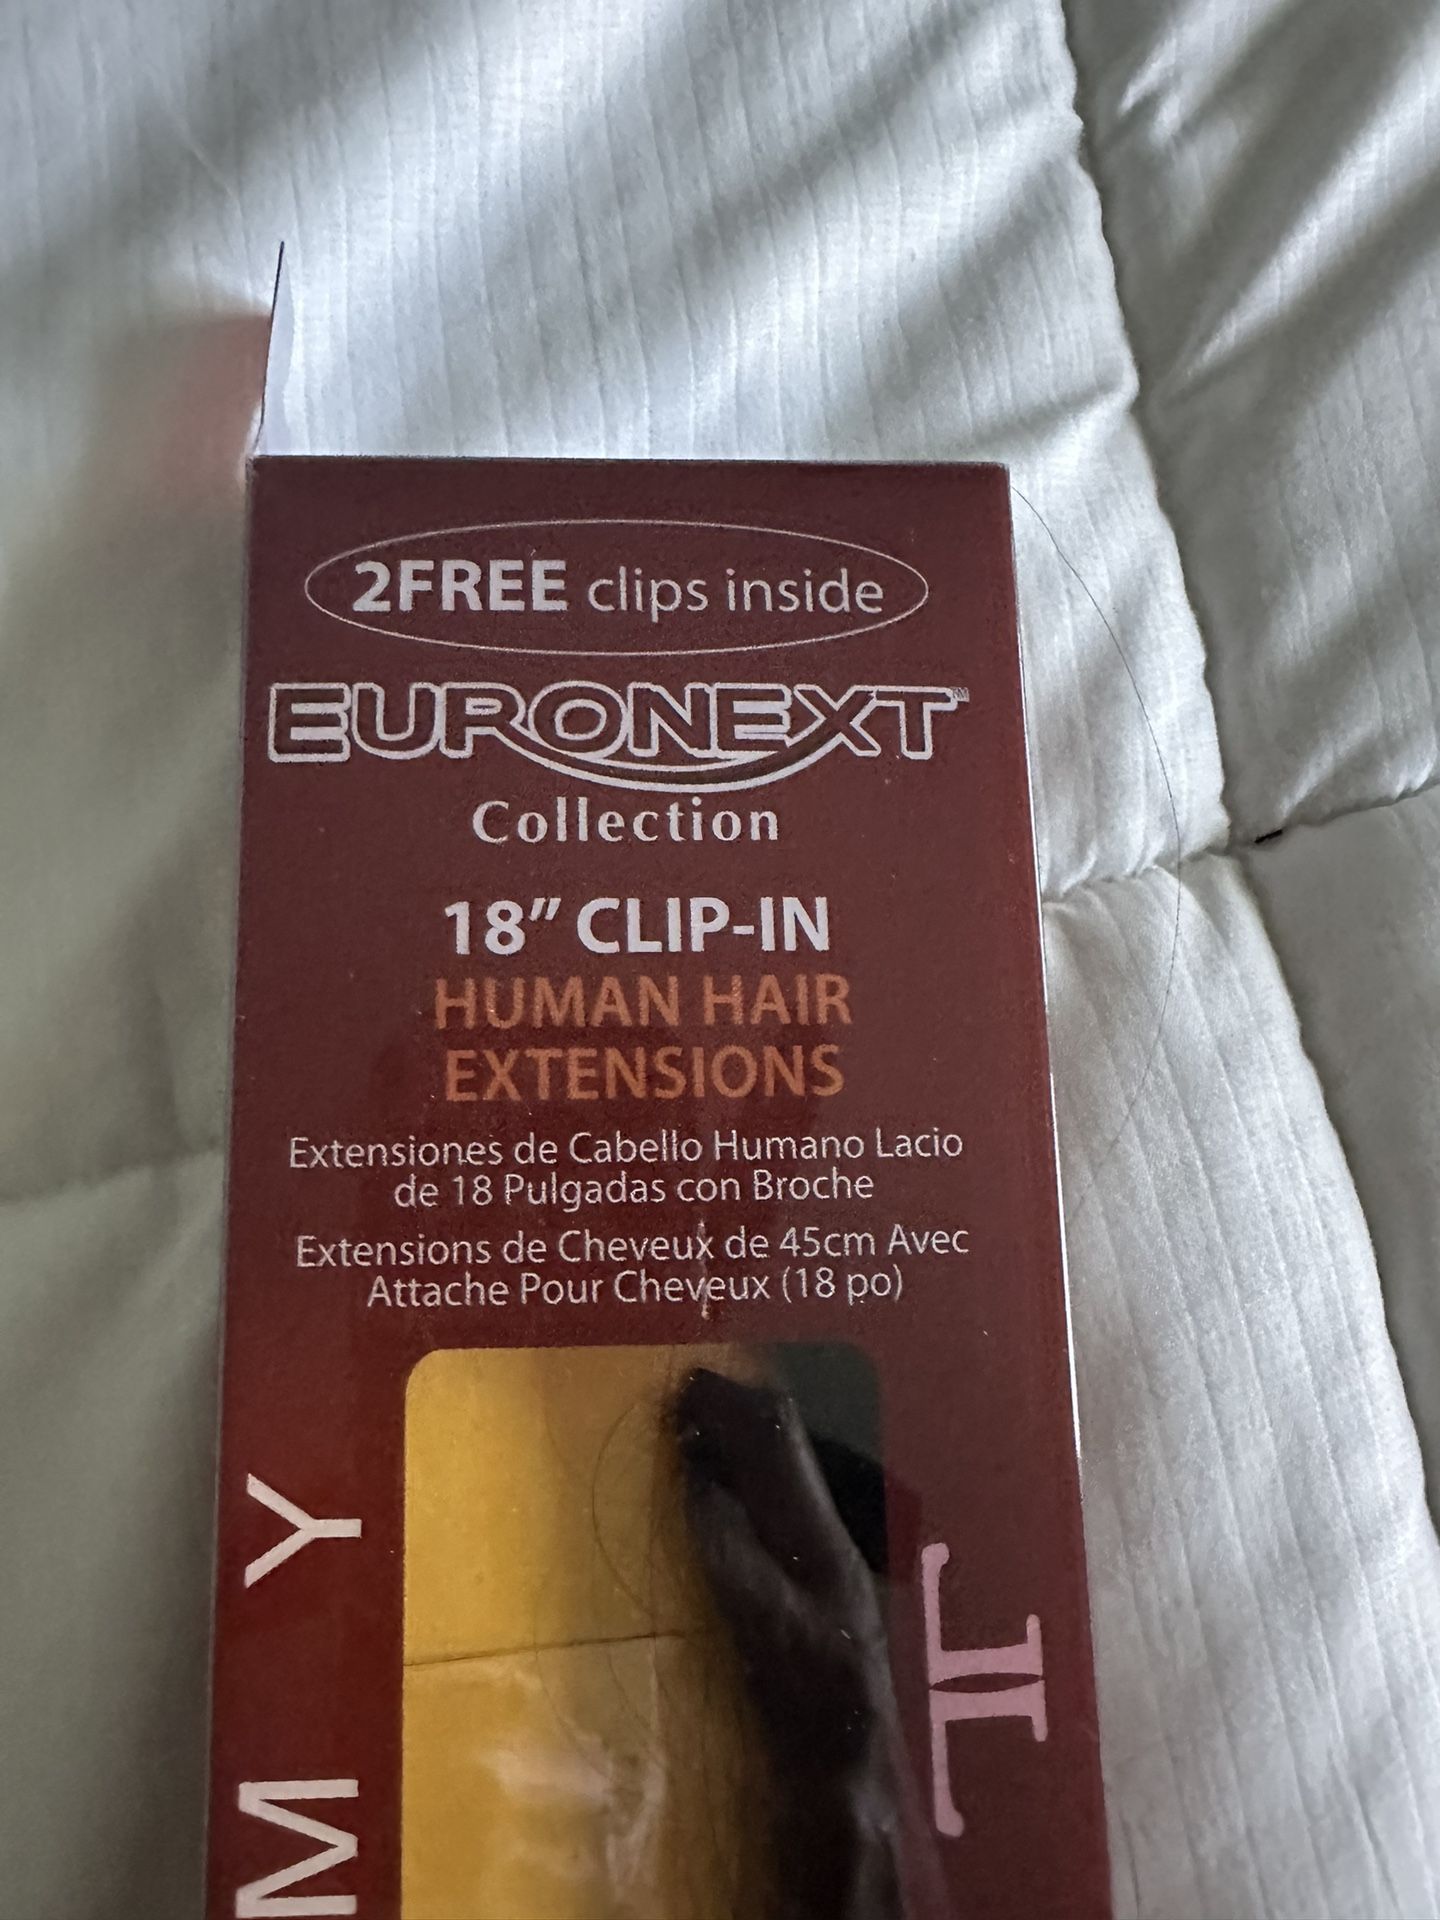 2FREE clips inside
EURONEXT™
Collection
18" CLIP-IN
HUMAN HAIR
EXTENSIONS
Extensiones de Cabello Humano Lacio
de 18 Pulgadas con Broche
Extensions de Cheveux de 45cm Avec
Attache Pour Cheveux (18 po)
M Y